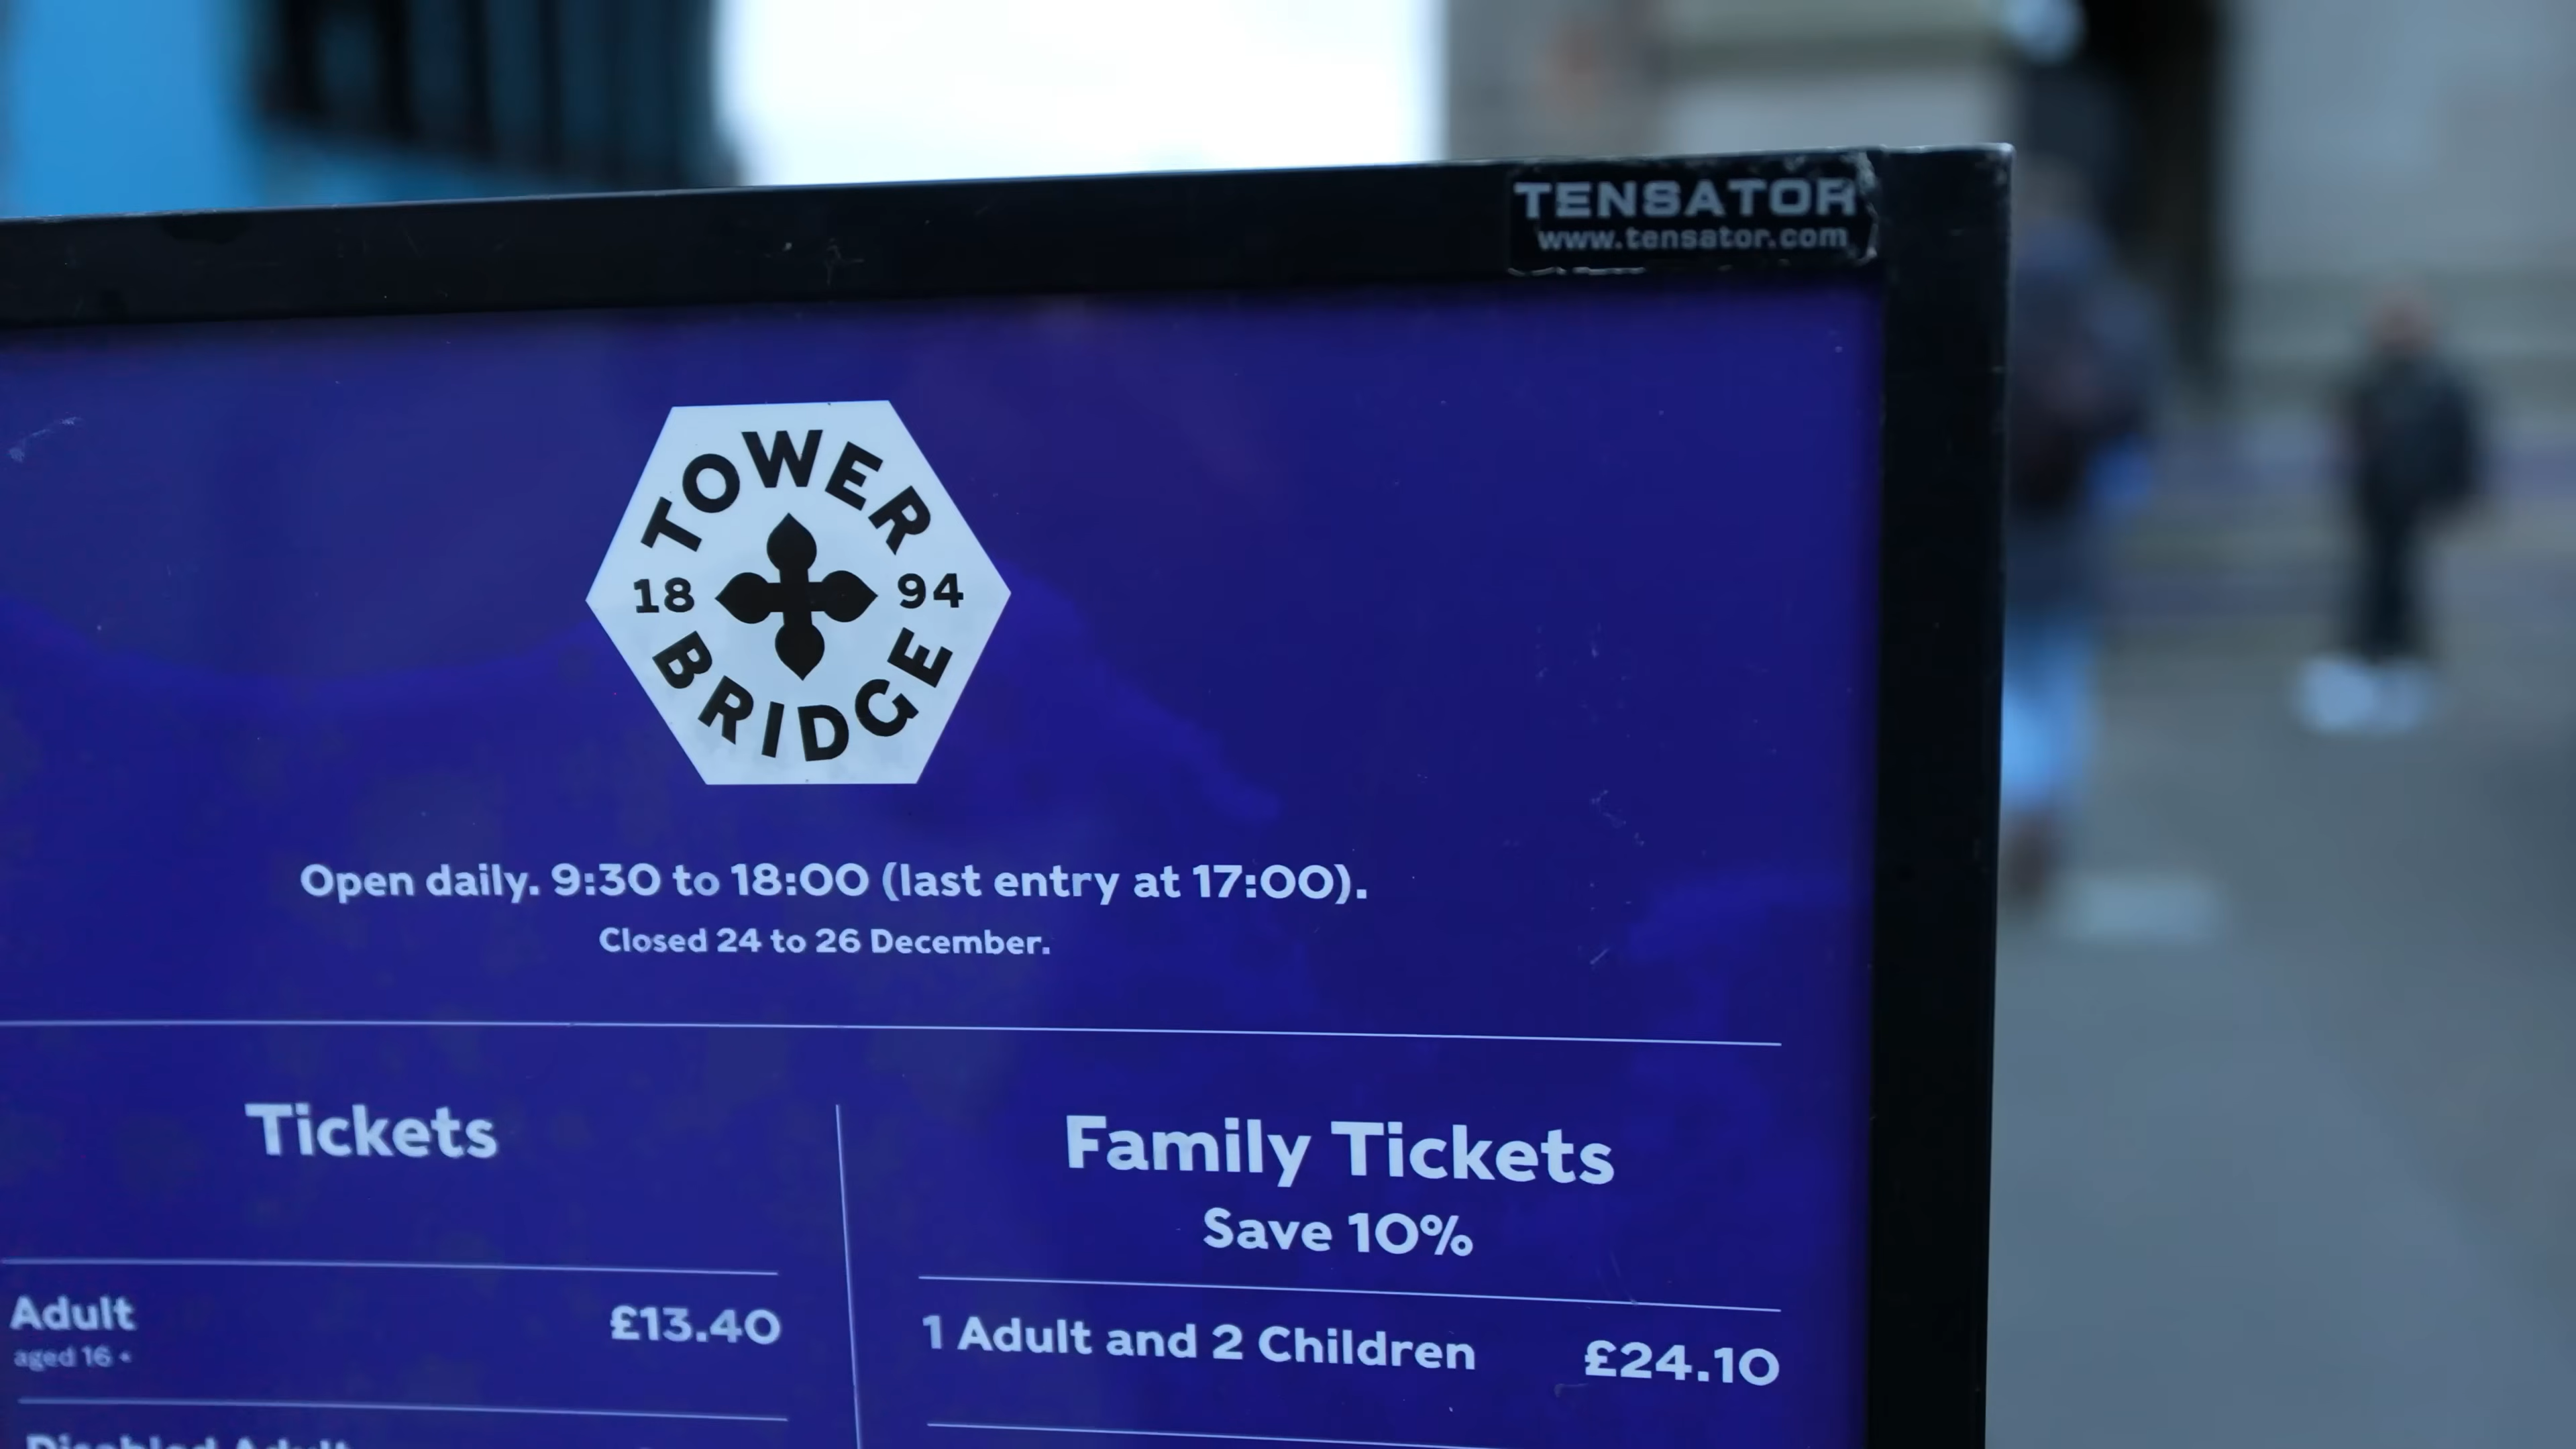 TENSATOR
www.tensator.com
TOWER
18 94
BRIDGE
Open daily. 9:30 to 18:00 (last entry at 17:00).
Closed 24 to 26 December.
Tickets
Adult £13.40
aged 16 +
Disabled Adult
Family Tickets
Save 10%
1 Adult and 2 Children £24.10